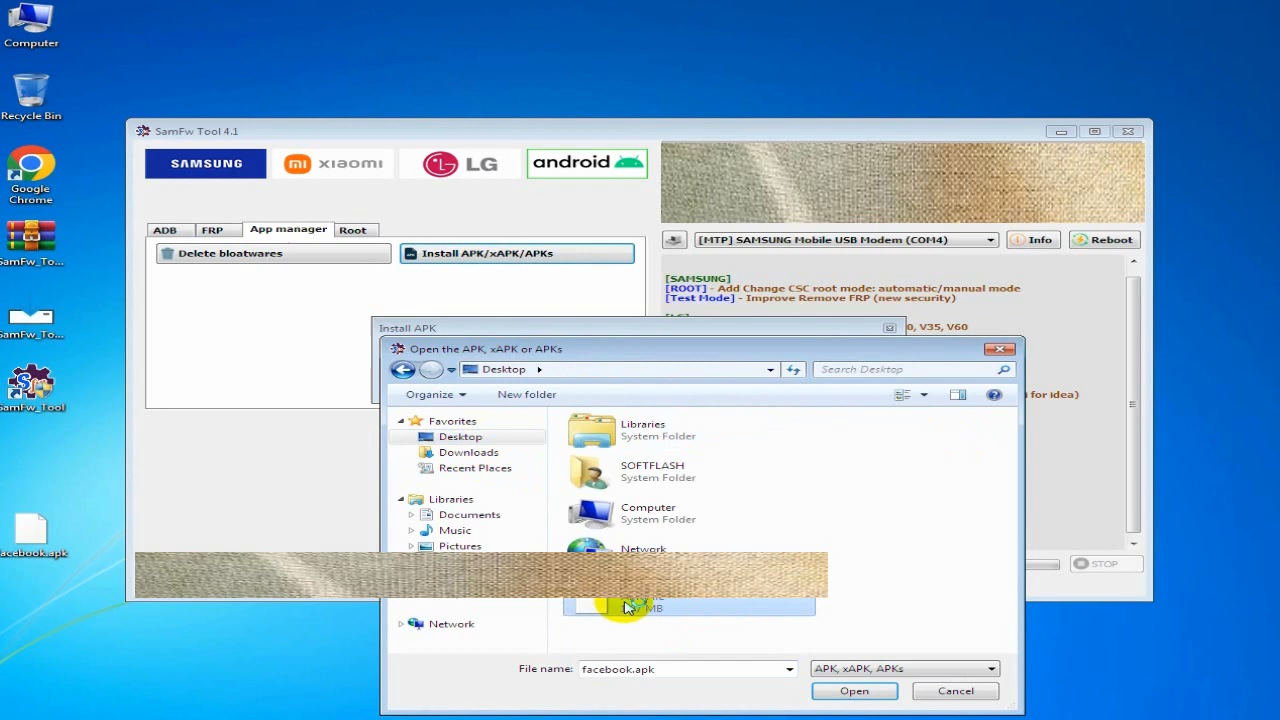 Computer
Recycle Bin
Google
Chrome
SamFw_To...
SamFw_To...
SamFw_Tool
facebook.apk
SamFw Tool 4.1
SAMSUNG
mi xiaomi
LG
android
ADB
FRP
App manager
Root
Delete bloatwares
Install APK/xAPK/APKs
[MTP] SAMSUNG Mobile USB Modem (COM4)
Info
Reboot
[SAMSUNG]
[ROOT] - Add Change CSC root mode: automatic/manual mode
[Test Mode] - Improve Remove FRP (new security)
0, V35, V60
for idea)
STOP
Install APK
Open the APK, xAPK or APKs
Desktop
Search Desktop
Organize
New folder
Favorites
Desktop
Downloads
Recent Places
Libraries
Documents
Music
Pictures
Network
Libraries
System Folder
SOFTFLASH
System Folder
Computer
System Folder
Network
MB
File name:
facebook.apk
APK, xAPK, APKs
Open
Cancel